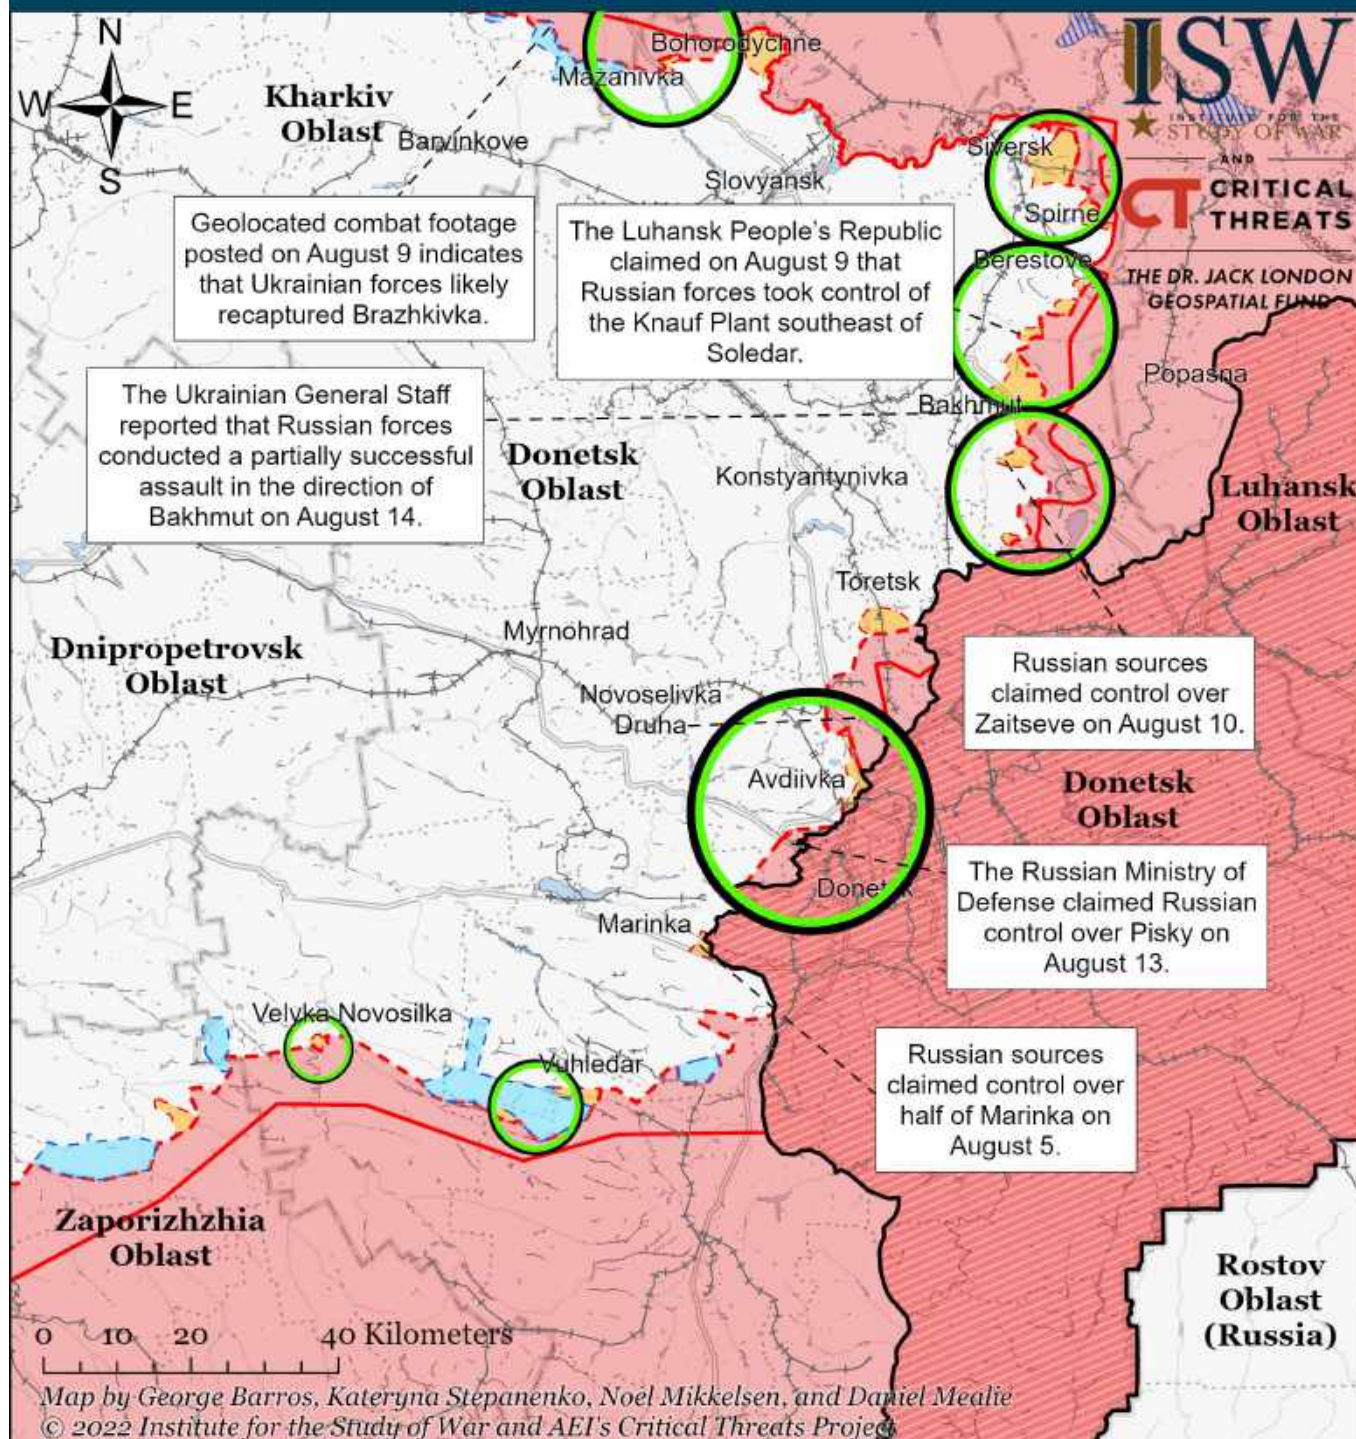 N
W
E
S
Kharkiv
Oblast
Barvinkove
Bohorodychne
Mazanivka
Slovyansk
Siversk
Spirne
Berestove
ISW
INSTITUTE FOR THE
STUDY OF WAR
AND
CT CRITICAL
THREATS
THE DR. JACK LONDON
GEOSPATIAL FUND
Geolocated combat footage
posted on August 9 indicates
that Ukrainian forces likely
recaptured Brazhkivka.
The Luhansk People's Republic
claimed on August 9 that
Russian forces took control of
the Knauf Plant southeast of
Soledar.
Popasna
The Ukrainian General Staff
reported that Russian forces
conducted a partially successful
assault in the direction of
Bakhmut on August 14.
Bakhmut
Donetsk
Oblast
Konstyantynivka
Luhansk
Oblast
Toretsk
Myrnohrad
Dnipropetrovsk
Oblast
Novoselivka
Druha
Russian sources
claimed control over
Zaitseve on August 10.
Avdiivka
Donetsk
Oblast
Donetsk
The Russian Ministry of
Defense claimed Russian
control over Pisky on
August 13.
Marinka
Velyka Novosilka
Vuhledar
Russian sources
claimed control over
half of Marinka on
August 5.
Zaporizhzhia
Oblast
Rostov
Oblast
(Russia)
0 10 20 40 Kilometers
Map by George Barros, Kateryna Stepanenko, Noel Mikkelsen, and Daniel Mealie
© 2022 Institute for the Study of War and AEI's Critical Threats Project